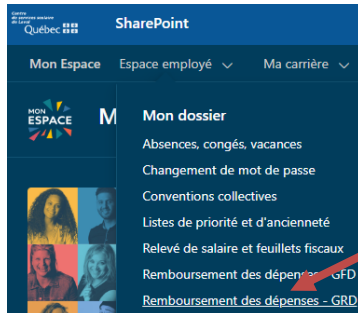 Centre
de services scolaire
de Laval
Québec
SharePoint
Mon Espace Espace employé Ma carrière
MON
ESPACE
M
Mon dossier
Absences, congés, vacances
Changement de mot de passe
Conventions collectives
Listes de priorité et d'ancienneté
Relevé de salaire et feuillets fiscaux
Remboursement des dépenses - GFD
Remboursement des dépenses - GRD